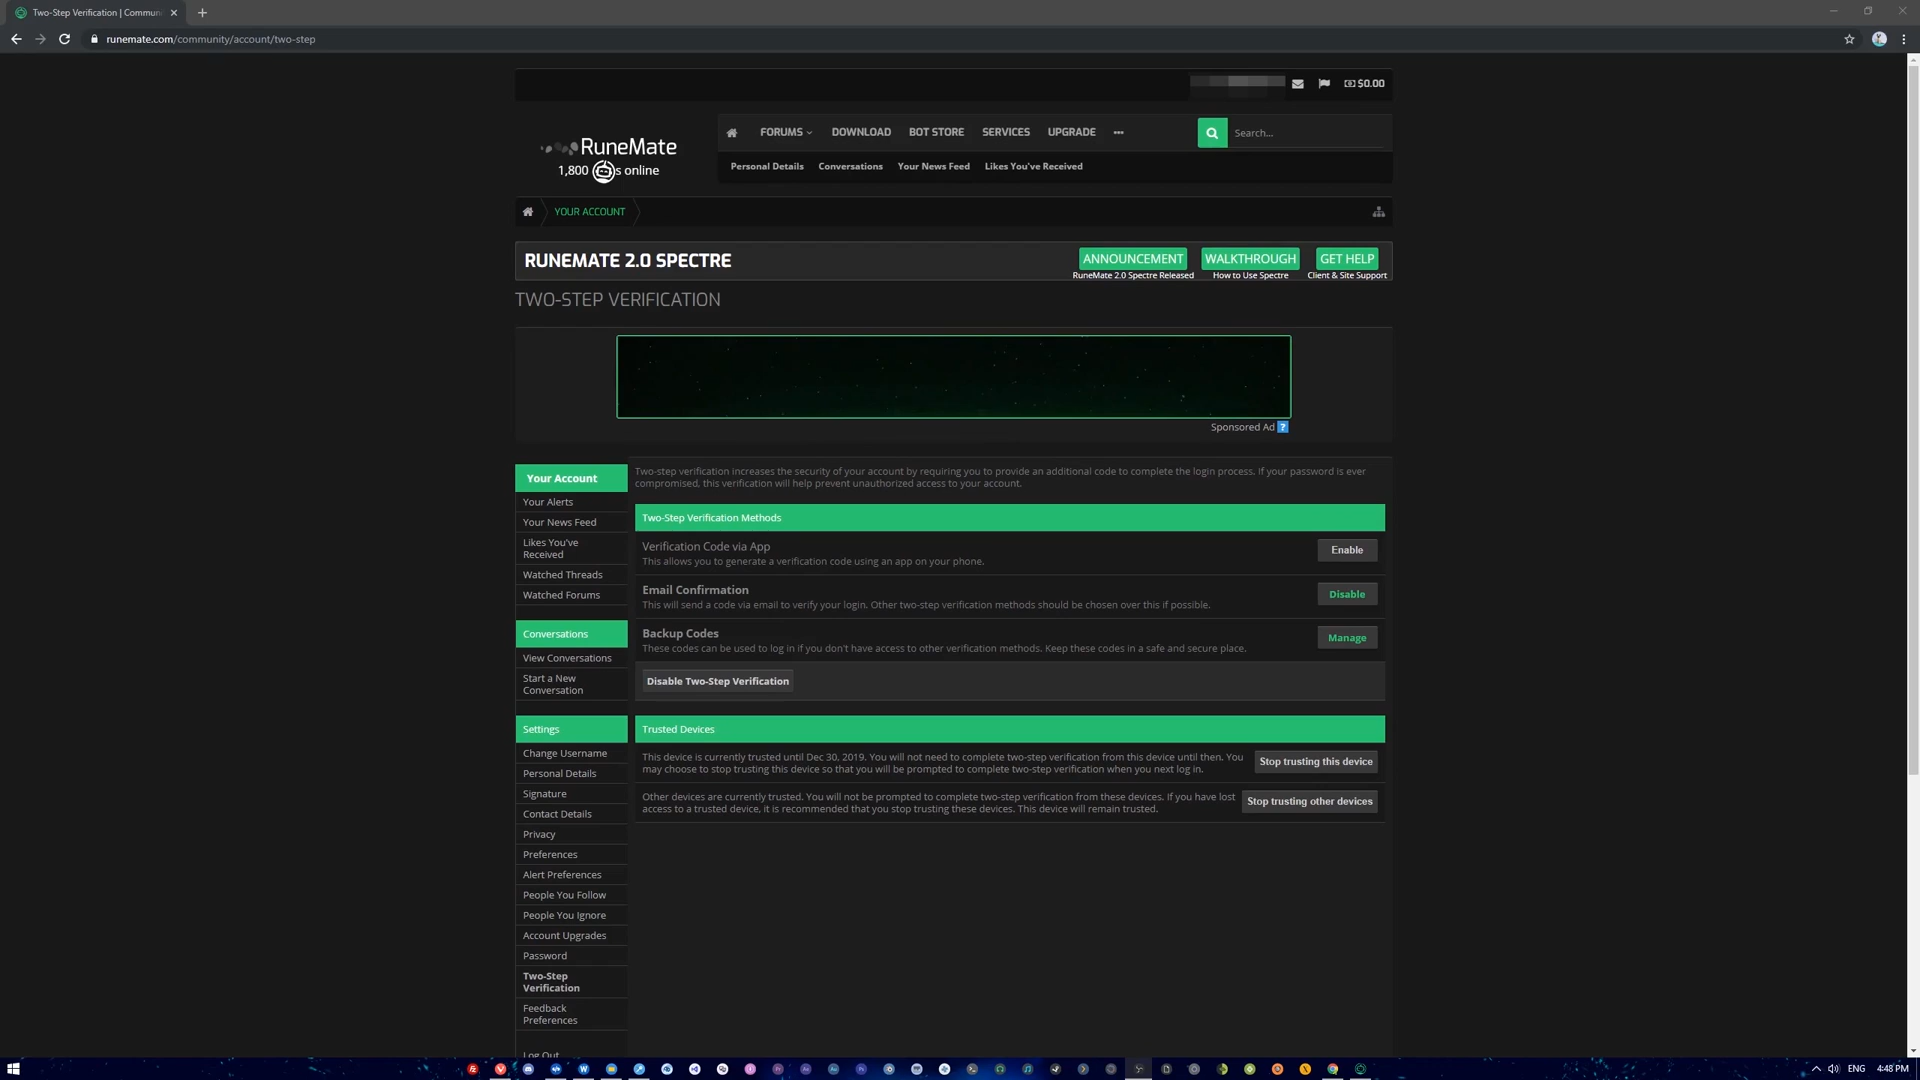 Two-Step Verification | Commun
runemate.com/community/account/two-step
$0.00
RuneMate
1,800 s online
FORUMS DOWNLOAD BOT STORE SERVICES UPGRADE
Search...
Personal Details Conversations Your News Feed Likes You've Received
YOUR ACCOUNT
RUNEMATE 2.0 SPECTRE
ANNOUNCEMENT WALKTHROUGH GET HELP
RuneMate 2.0 Spectre Released How to Use Spectre Client & Site Support
TWO-STEP VERIFICATION
Sponsored Ad ?
Your Account
Your Alerts
Your News Feed
Likes You've
Received
Watched Threads
Watched Forums
Conversations
View Conversations
Start a New
Conversation
Settings
Change Username
Personal Details
Signature
Contact Details
Privacy
Preferences
Alert Preferences
People You Follow
People You Ignore
Account Upgrades
Password
Two-Step
Verification
Feedback
Preferences
Log Out
Two-step verification increases the security of your account by requiring you to provide an additional code to complete the login process. If your password is ever
compromised, this verification will help prevent unauthorized access to your account.
Two-Step Verification Methods
Verification Code via App
This allows you to generate a verification code using an app on your phone.
Enable
Email Confirmation
This will send a code via email to verify your login. Other two-step verification methods should be chosen over this if possible.
Disable
Backup Codes
These codes can be used to log in if you don't have access to other verification methods. Keep these codes in a safe and secure place.
Manage
Disable Two-Step Verification
Trusted Devices
This device is currently trusted until Dec 30, 2019. You will not need to complete two-step verification from this device until then. You
may choose to stop trusting this device so that you will be prompted to complete two-step verification when you next log in.
Stop trusting this device
Other devices are currently trusted. You will not be prompted to complete two-step verification from these devices. If you have lost
access to a trusted device, it is recommended that you stop trusting these devices. This device will remain trusted.
Stop trusting other devices
ENG 4:48 PM